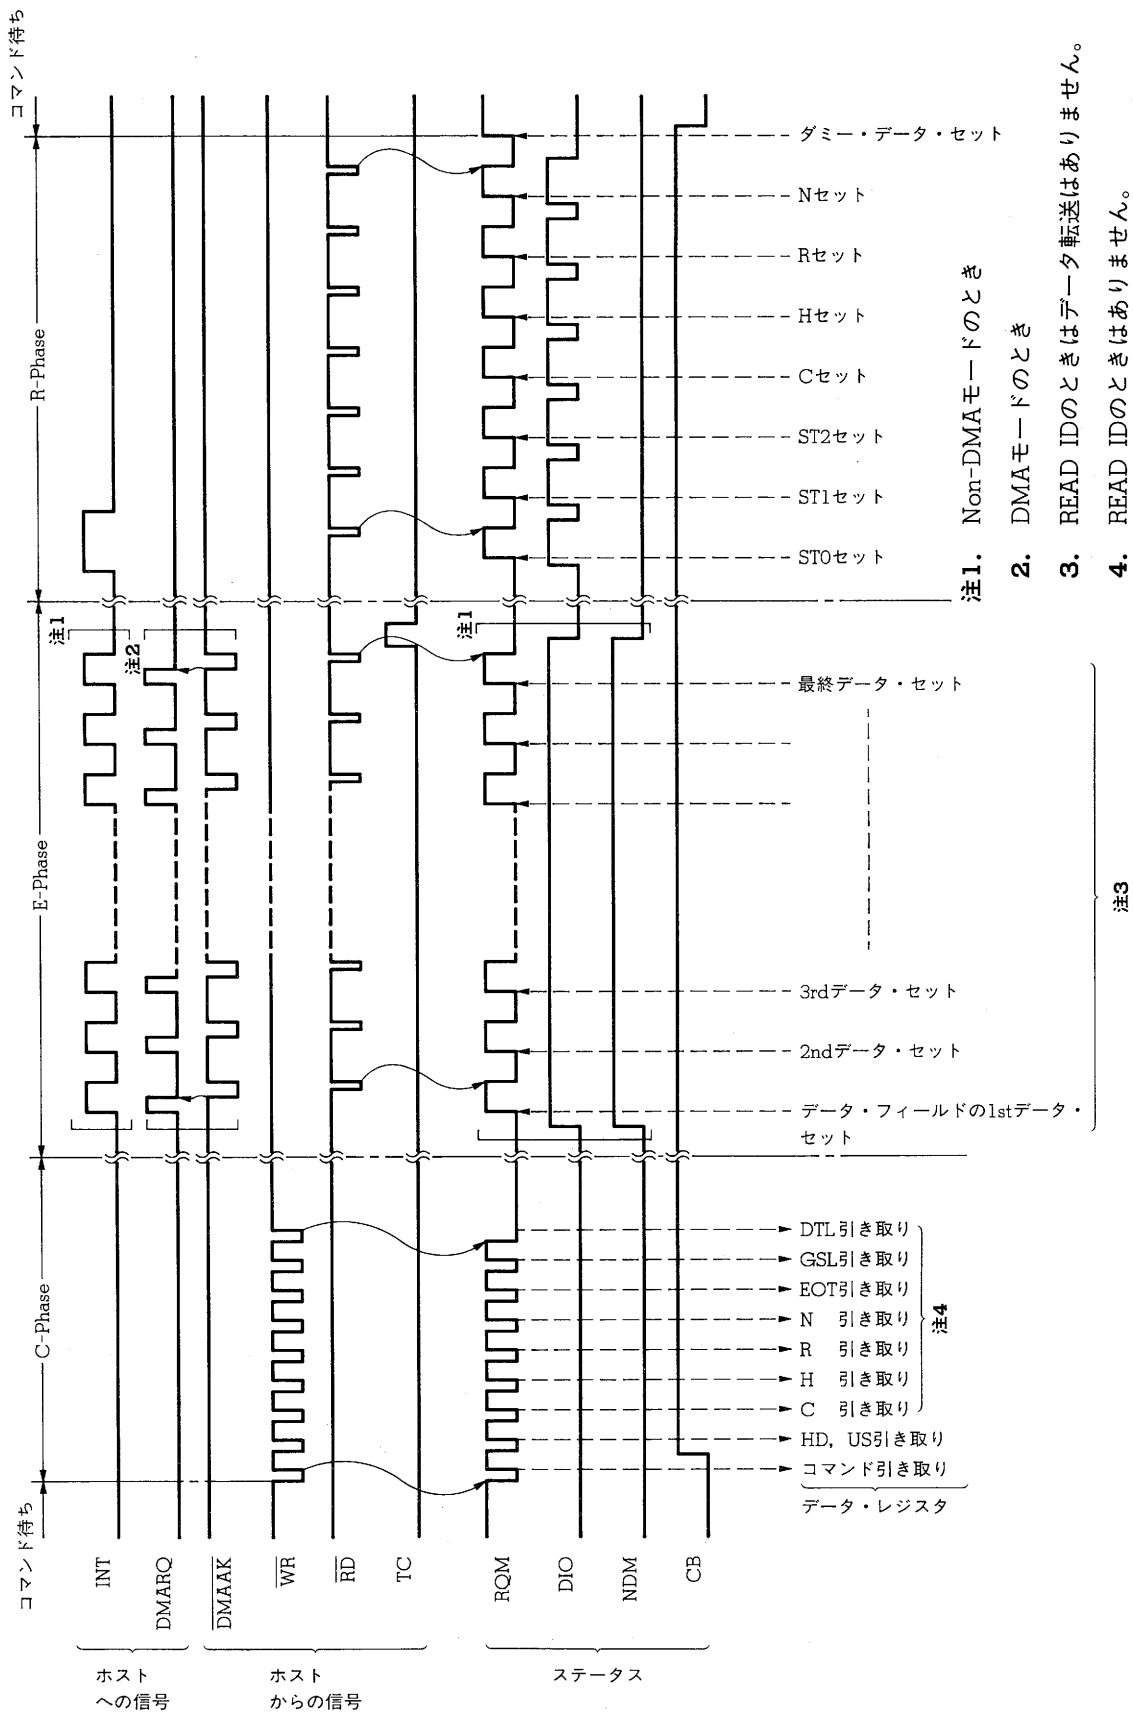 コマンド待ち
C-Phase
E-Phase
R-Phase
コマンド待ち
ホスト
への信号
INT
DMARQ
注1
注2
ホスト
からの信号
DMAAK
WR
RD
TC
ステータス
RQM
DIO
NDM
CB
注1
コマンド引き取り
HD, US引き取り
C 引き取り
H 引き取り
R 引き取り
N 引き取り
EOT引き取り
GSL引き取り
DTL引き取り
注4
データ・レジスタ
データ・フィールドの1stデータ・
セット
2ndデータ・セット
3rdデータ・セット
最終データ・セット
注3
ST0セット
ST1セット
ST2セット
Cセット
Hセット
Rセット
Nセット
ダミー・データ・セット
注1. Non-DMAモードのとき
2. DMAモードのとき
3. READ IDのときはデータ転送はありません。
4. READ IDのときはありません。